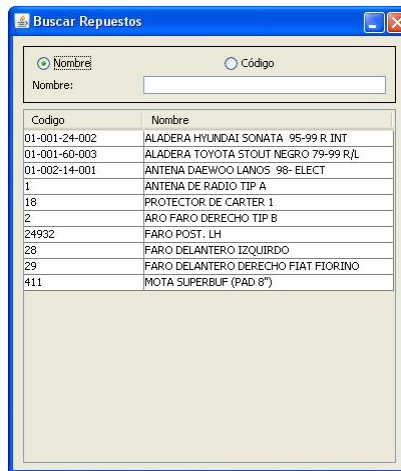 Buscar Repuestos
Nombre Código
Nombre:
Codigo Nombre
01-001-24-002 ALADERA HYUNDAI SONATA 95-99 R INT
01-001-60-003 ALADERA TOYOTA STOUT NEGRO 79-99 R/L
01-002-14-001 ANTENA DAEWOO LANOS 98- ELECT
1 ANTENA DE RADIO TIP A
18 PROTECTOR DE CARTER 1
2 ARO FARO DERECHO TIP B
24932 FARO POST. LH
28 FARO DELANTERO IZQUIRDO
29 FARO DELANTERO DERECHO FIAT FIORINO
411 MOTA SUPERBUF (PAD 8")